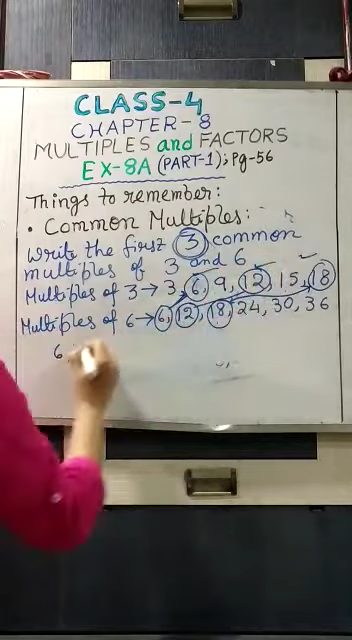 CLASS-4
CHAPTER-8
MULTIPLES and FACTORS
EX-8A (PART-1); Pg-56
Things to remember:
• Common Multiples:
Write the first 3 common
multiples of 3 and 6
Multiples of 3 → 3, 6, 9, 12, 15, 18
Multiples of 6 → 6, 12, 18, 24, 30, 36
6